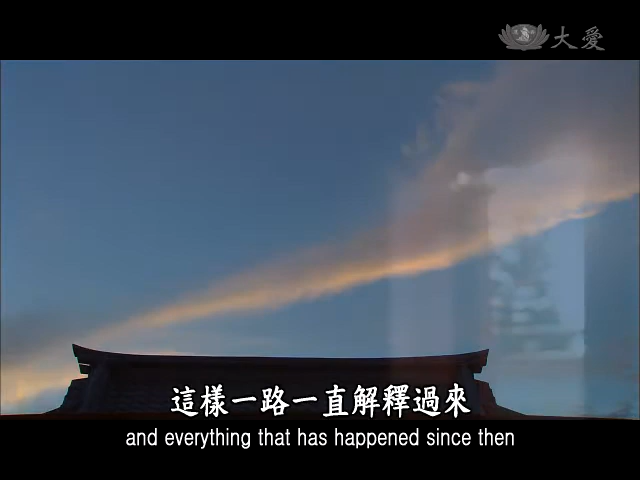 大愛
這樣一路一直解釋過來
and everything that has happened since then